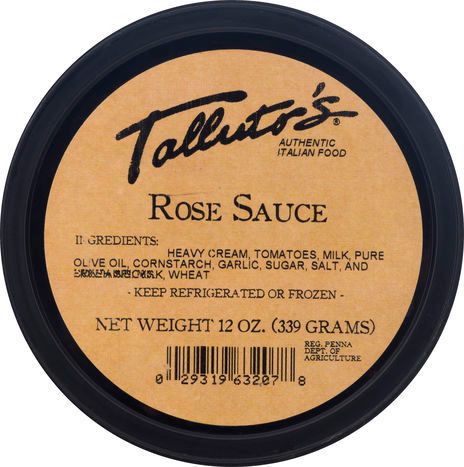 Talluto's®
AUTHENTIC
ITALIAN FOOD
ROSE SAUCE
INGREDIENTS:
HEAVY CREAM, TOMATOES, MILK, PURE
OLIVE OIL, CORNSTARCH, GARLIC, SUGAR, SALT, AND
WHEAT
- KEEP REFRIGERATED OR FROZEN -
NET WEIGHT 12 OZ. (339 GRAMS)
REG. PENNA
DEPT. OF
AGRICULTURE
0 29319 63207 8